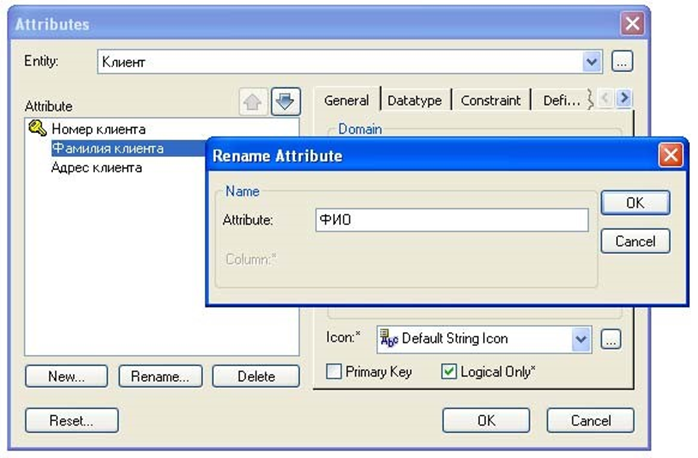 Attributes
Entity: Клиент ...
Attribute
General Datatype Constraint Defi...
Номер клиента
Domain
Фамилия клиента
Адрес клиента
Rename Attribute
Name
OK
Attribute: ФИО
Cancel
Column:*
Icon:* Default String Icon ...
New... Rename... Delete
Primary Key Logical Only*
Reset... OK Cancel